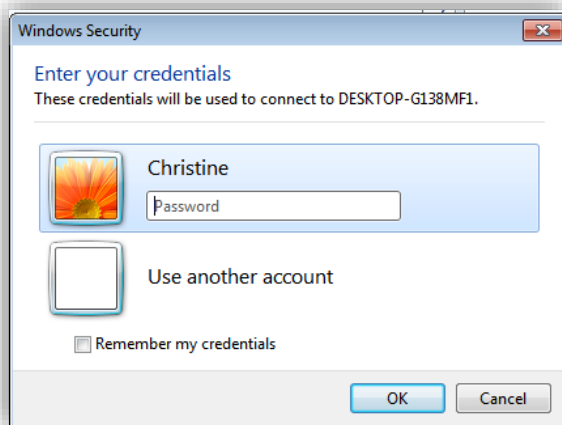 Windows Security
Enter your credentials
These credentials will be used to connect to DESKTOP-G138MF1.
Christine
Password
Use another account
Remember my credentials
OK
Cancel